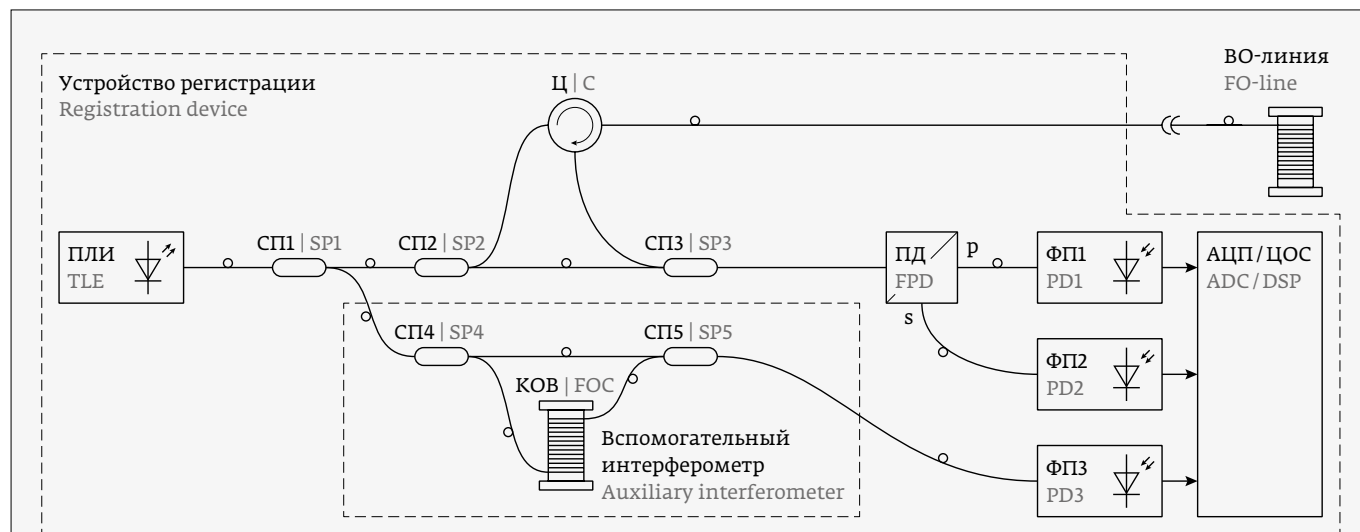 Устройство регистрации
Registration device
Ц | C
ВО-линия
FO-line
ПЛИ
TLE
СП1 | SP1
СП2 | SP2
СП3 | SP3
ПД
FPD
p
s
ФП1
PD1
АЦП / ЦОС
ADC / DSP
СП4 | SP4
СП5 | SP5
КОВ | FOC
ФП2
PD2
Вспомогательный
интерферометр
Auxiliary interferometer
ФП3
PD3